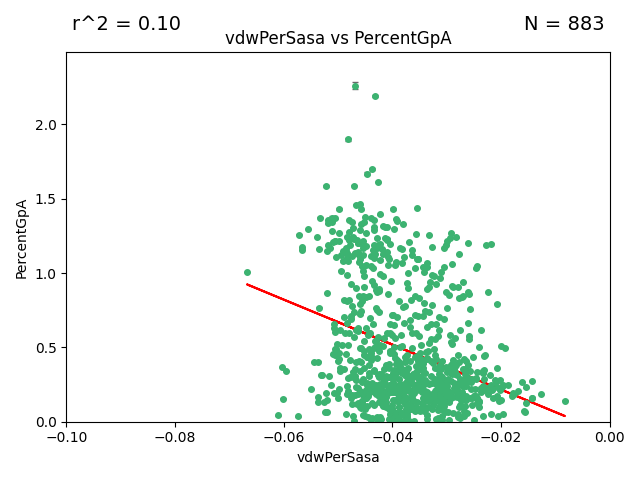 r^2 = 0.10
N = 883
vdwPerSasa vs PercentGpA
PercentGpA
2.0
1.5
1.0
0.5
0.0
−0.10
−0.08
−0.06
−0.04
−0.02
0.00
vdwPerSasa